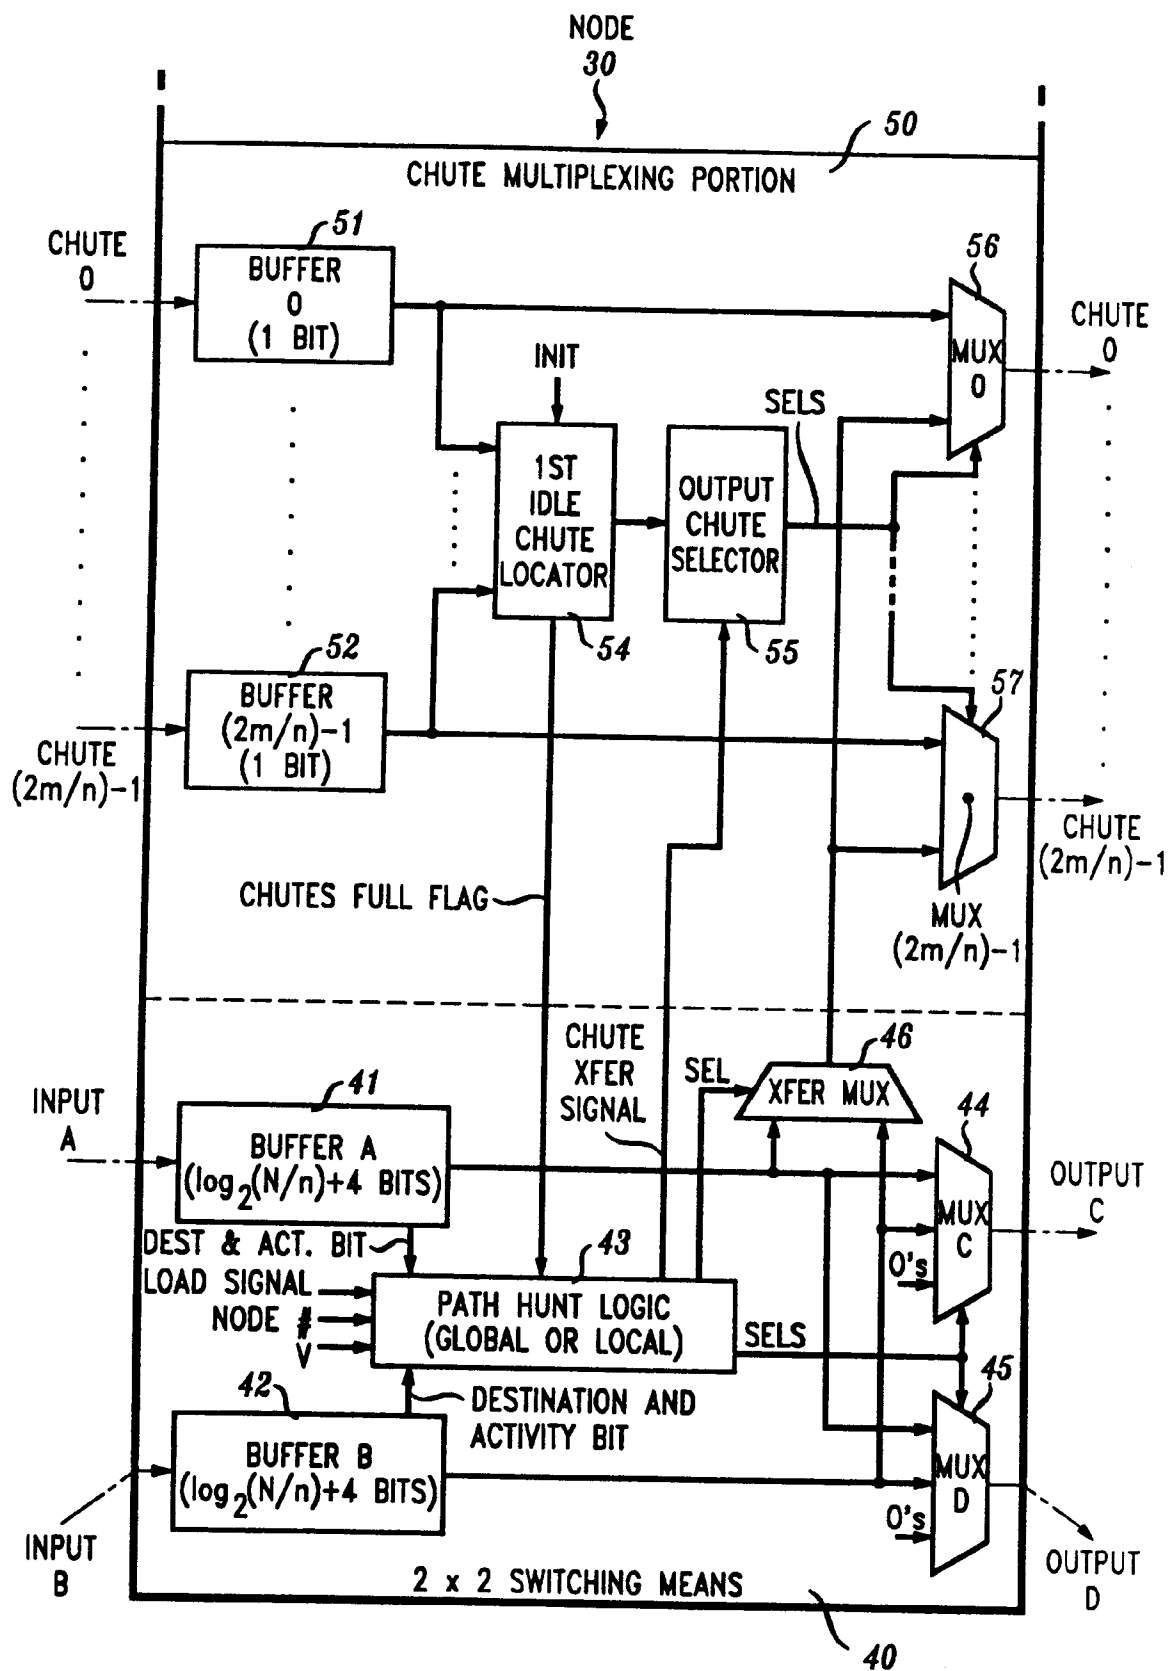 NODE
30
50
CHUTE MULTIPLEXING PORTION
CHUTE
0
51
BUFFER
0
(1 BIT)
56
MUX
0
CHUTE
0
INIT
SELS
1ST
IDLE
CHUTE
LOCATOR
54
OUTPUT
CHUTE
SELECTOR
55
52
BUFFER
(2m/n)-1
(1 BIT)
CHUTE
(2m/n)-1
57
CHUTE
(2m/n)-1
MUX
(2m/n)-1
CHUTES FULL FLAG
CHUTE
XFER
SIGNAL
SEL
46
XFER MUX
INPUT
A
41
BUFFER A
(log2(N/n)+4 BITS)
44
MUX
C
O's
OUTPUT
C
DEST & ACT. BIT
LOAD SIGNAL
NODE #
V
43
PATH HUNT LOGIC
(GLOBAL OR LOCAL)
SELS
42
DESTINATION AND
ACTIVITY BIT
BUFFER B
(log2(N/n)+4 BITS)
45
MUX
D
O's
INPUT
B
OUTPUT
D
2 x 2 SWITCHING MEANS
40